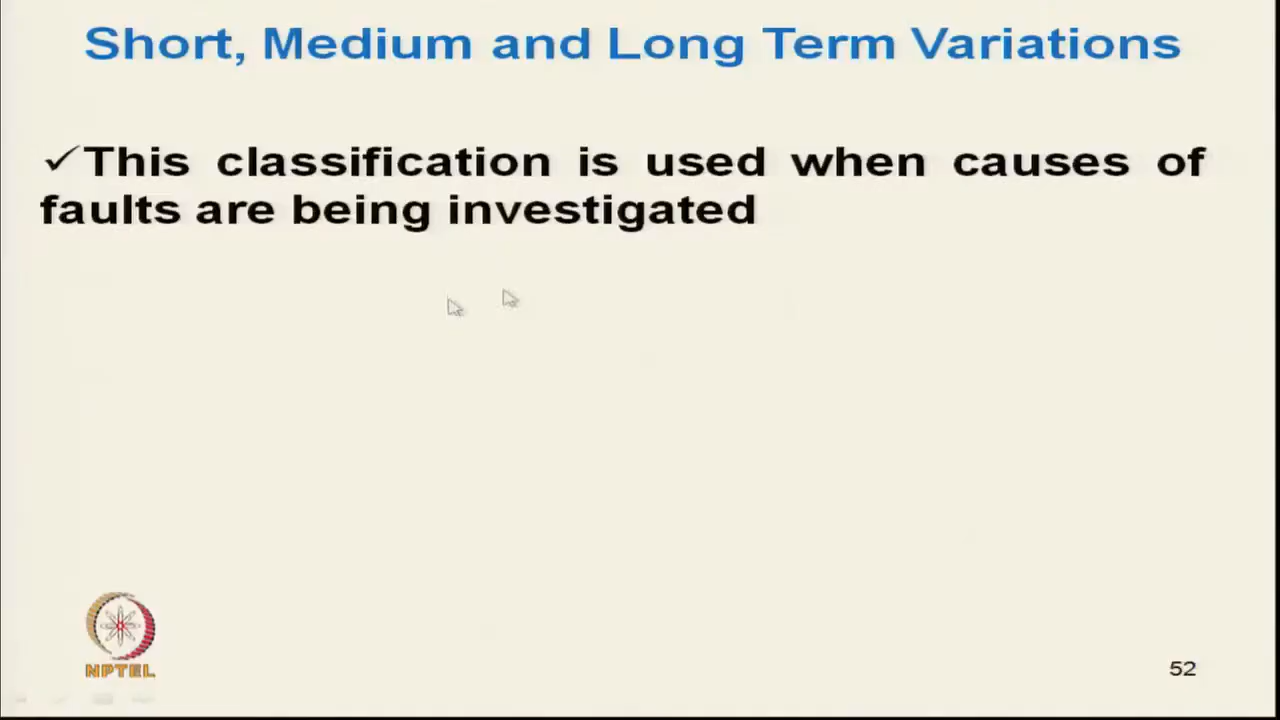 Short, Medium and Long Term Variations
✓This classification is used when causes of
faults are being investigated
NPTEL
52